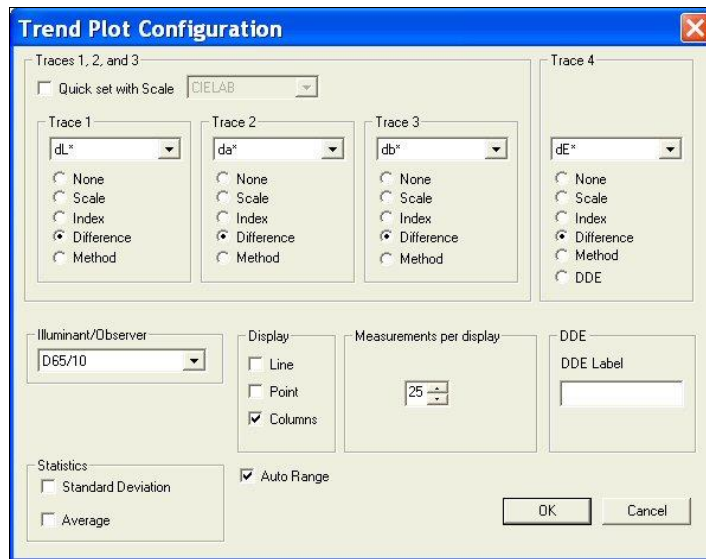 Trend Plot Configuration
Traces 1, 2, and 3
Quick set with Scale
CIELAB
Trace 1
dL*
None
Scale
Index
Difference
Method
Trace 2
da*
None
Scale
Index
Difference
Method
Trace 3
db*
None
Scale
Index
Difference
Method
Trace 4
dE*
None
Scale
Index
Difference
Method
DDE
Illuminant/Observer
D65/10
Display
Line
Point
Columns
Measurements per display
25
DDE
DDE Label
Statistics
Standard Deviation
Average
Auto Range
OK
Cancel